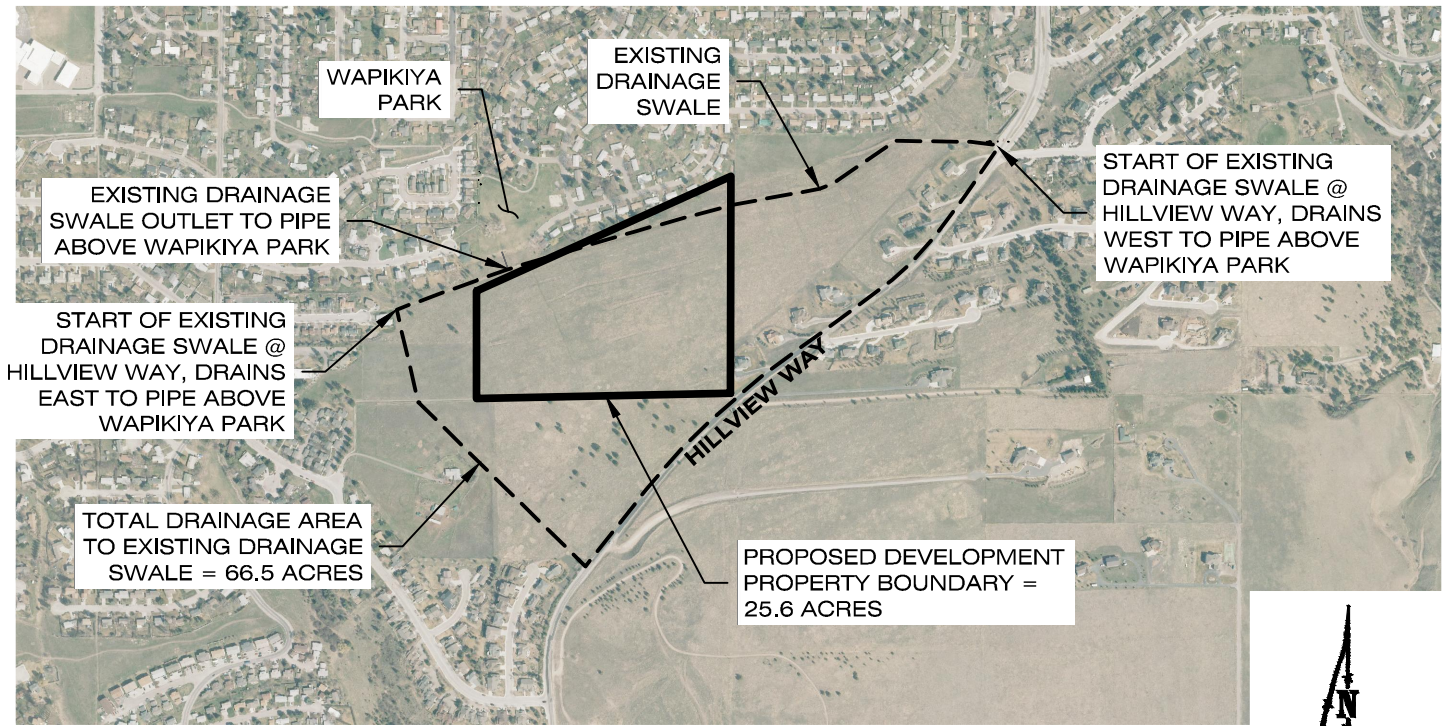 WAPIKIYA
PARK
EXISTING
DRAINAGE
SWALE
START OF EXISTING
DRAINAGE SWALE @
HILLVIEW WAY, DRAINS
WEST TO PIPE ABOVE
WAPIKIYA PARK
EXISTING DRAINAGE
SWALE OUTLET TO PIPE
ABOVE WAPIKIYA PARK
START OF EXISTING
DRAINAGE SWALE @
HILLVIEW WAY, DRAINS
EAST TO PIPE ABOVE
WAPIKIYA PARK
HILLVIEW WAY
TOTAL DRAINAGE AREA
TO EXISTING DRAINAGE
SWALE = 66.5 ACRES
PROPOSED DEVELOPMENT
PROPERTY BOUNDARY =
25.6 ACRES
N